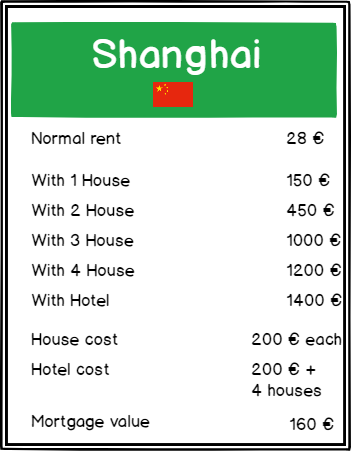 Shanghai
Normal rent 28 €
With 1 House 150 €
With 2 House 450 €
With 3 House 1000 €
With 4 House 1200 €
With Hotel 1400 €
House cost 200 € each
Hotel cost 200 € +
4 houses
Mortgage value 160 €